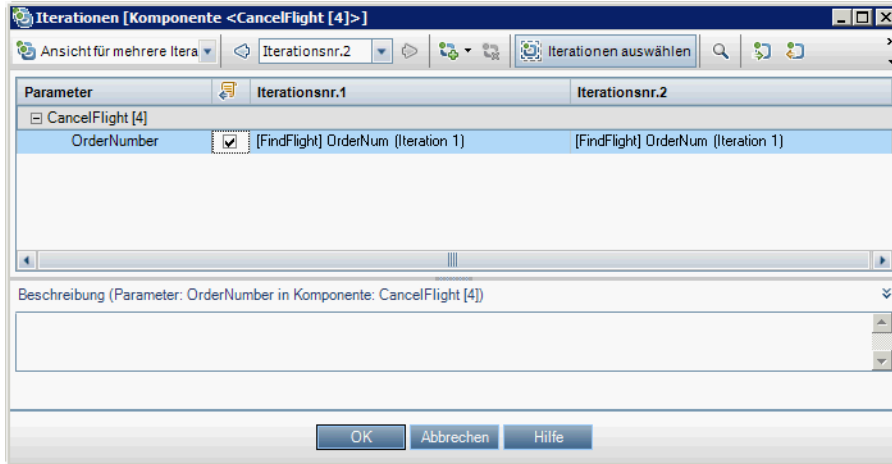 Iterationen [Komponente <CancelFlight [4]>]
Ansicht für mehrere Itera Iterationsnr.2 Iterationen auswählen
Parameter Iterationsnr.1 Iterationsnr.2
CancelFlight [4]
OrderNumber [FindFlight] OrderNum (Iteration 1) [FindFlight] OrderNum (Iteration 1)
Beschreibung (Parameter: OrderNumber in Komponente: CancelFlight [4])
OK Abbrechen Hilfe